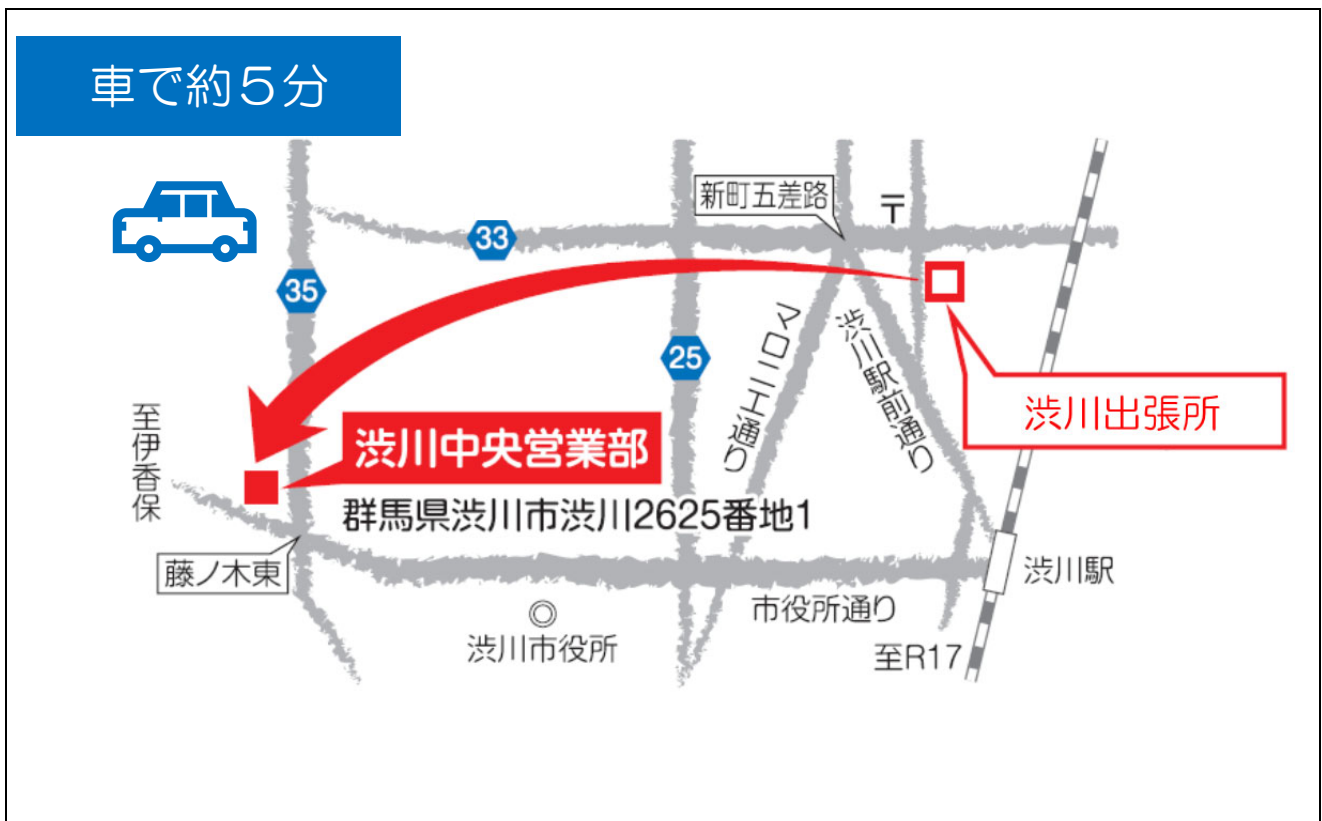 車で約5分
新町五差路
〒
33
35
25
マロニエ通り
渋川駅前通り
渋川出張所
至伊香保
渋川中央営業部
群馬県渋川市渋川2625番地1
藤ノ木東
渋川駅
市役所通り
◎
渋川市役所
至R17